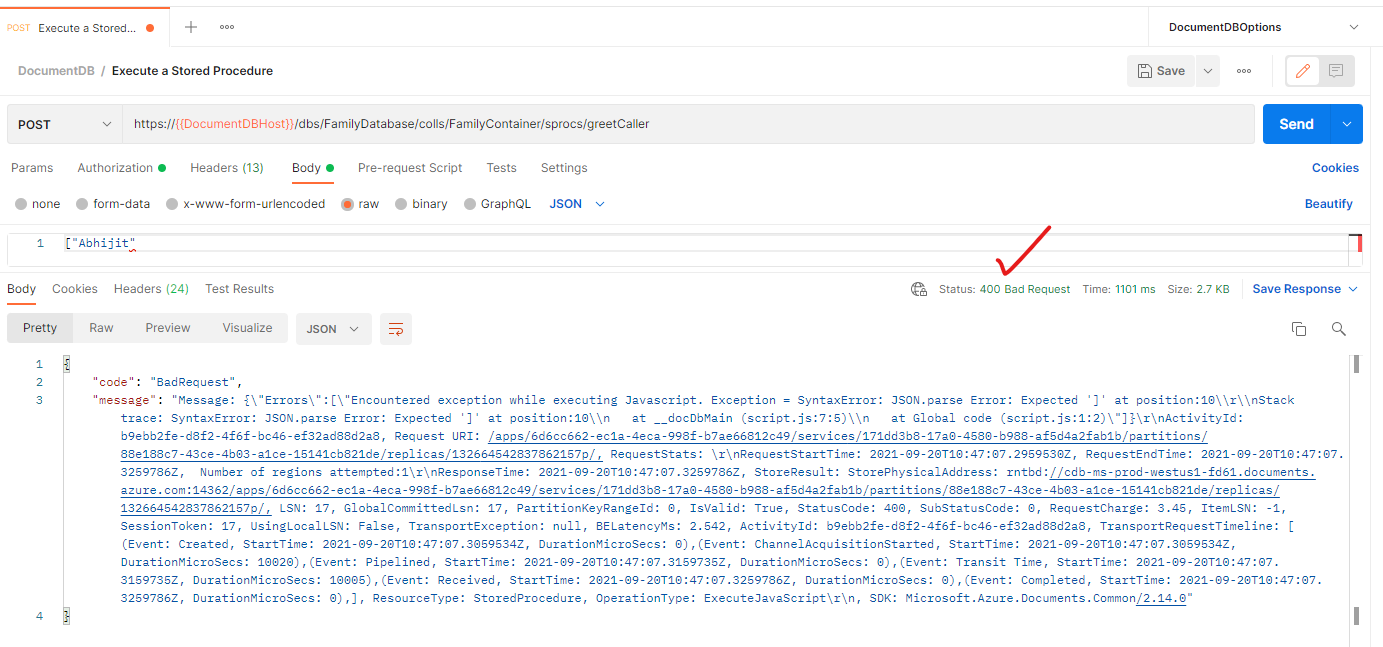 POST Execute a Stored...
DocumentDBOptions
DocumentDB / Execute a Stored Procedure
Save
POST https://{{DocumentDBHost}}/dbs/FamilyDatabase/colls/FamilyContainer/sprocs/greetCaller Send
Params Authorization Headers (13) Body Pre-request Script Tests Settings Cookies
none form-data x-www-form-urlencoded raw binary GraphQL JSON Beautify
1 ["Abhijit"
Body Cookies Headers (24) Test Results Status: 400 Bad Request Time: 1101 ms Size: 2.7 KB Save Response
Pretty Raw Preview Visualize JSON
1 {
2 "code": "BadRequest",
3 "message": "Message: {\"Errors\":[\"Encountered exception while executing Javascript. Exception = SyntaxError: JSON.parse Error: Expected ']' at position:10\\r\\nStack
trace: SyntaxError: JSON.parse Error: Expected ']' at position:10\\n   at __docDbMain (script.js:7:5)\\n   at Global code (script.js:1:2)\"]}\r\nActivityId:
b9ebb2fe-d8f2-4f6f-bc46-ef32ad88d2a8, Request URI: /apps/6d6cc662-ec1a-4eca-998f-b7ae66812c49/services/171dd3b8-17a0-4580-b988-af5d4a2fab1b/partitions/
88e188c7-43ce-4b03-a1ce-15141cb821de/replicas/132664542837862157p/, RequestStats: \r\nRequestStartTime: 2021-09-20T10:47:07.2959530Z, RequestEndTime: 2021-09-20T10:47:07.
3259786Z,  Number of regions attempted:1\r\nResponseTime: 2021-09-20T10:47:07.3259786Z, StoreResult: StorePhysicalAddress: rntbd://cdb-ms-prod-westus1-fd61.documents.
azure.com:14362/apps/6d6cc662-ec1a-4eca-998f-b7ae66812c49/services/171dd3b8-17a0-4580-b988-af5d4a2fab1b/partitions/88e188c7-43ce-4b03-a1ce-15141cb821de/replicas/
132664542837862157p/, LSN: 17, GlobalCommittedLsn: 17, PartitionKeyRangeId: 0, IsValid: True, StatusCode: 400, SubStatusCode: 0, RequestCharge: 3.45, ItemLSN: -1,
SessionToken: 17, UsingLocalLSN: False, TransportException: null, BELatencyMs: 2.542, ActivityId: b9ebb2fe-d8f2-4f6f-bc46-ef32ad88d2a8, TransportRequestTimeline: [
(Event: Created, StartTime: 2021-09-20T10:47:07.3059534Z, DurationMicroSecs: 0),(Event: ChannelAcquisitionStarted, StartTime: 2021-09-20T10:47:07.3059534Z,
DurationMicroSecs: 10020),(Event: Pipelined, StartTime: 2021-09-20T10:47:07.3159735Z, DurationMicroSecs: 0),(Event: Transit Time, StartTime: 2021-09-20T10:47:07.
3159735Z, DurationMicroSecs: 10005),(Event: Received, StartTime: 2021-09-20T10:47:07.3259786Z, DurationMicroSecs: 0),(Event: Completed, StartTime: 2021-09-20T10:47:07.
3259786Z, DurationMicroSecs: 0),], ResourceType: StoredProcedure, OperationType: ExecuteJavaScript\r\n, SDK: Microsoft.Azure.Documents.Common/2.14.0"
4 }